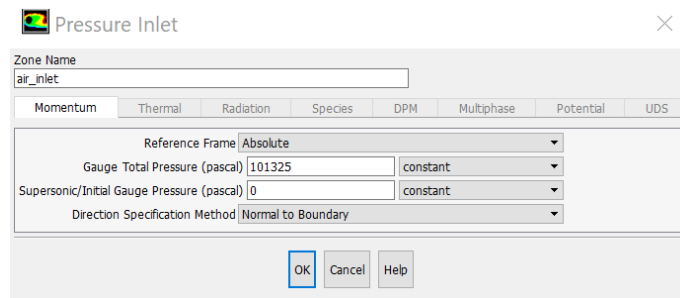 Pressure Inlet
Zone Name
air_inlet
Momentum Thermal Radiation Species DPM Multiphase Potential UDS
Reference Frame Absolute
Gauge Total Pressure (pascal) 101325 constant
Supersonic/Initial Gauge Pressure (pascal) 0 constant
Direction Specification Method Normal to Boundary
OK Cancel Help